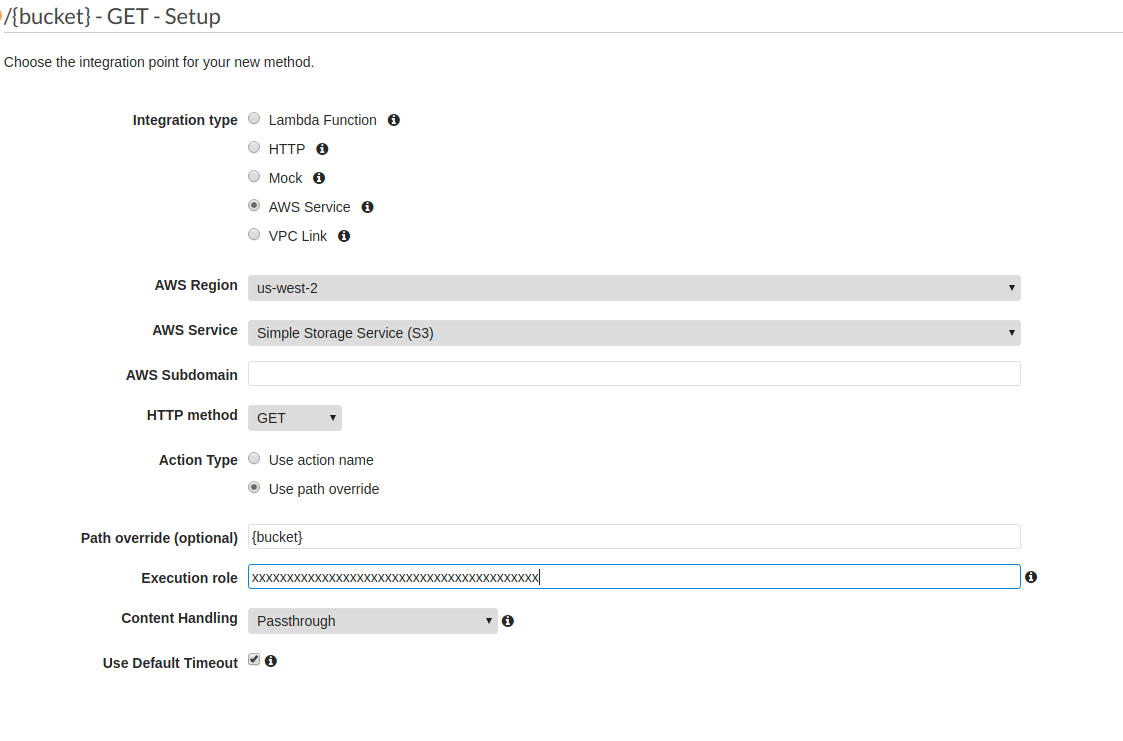 /{bucket} - GET - Setup
Choose the integration point for your new method.
Integration type Lambda Function
HTTP
Mock
AWS Service
VPC Link
AWS Region us-west-2
AWS Service Simple Storage Service (S3)
AWS Subdomain
HTTP method GET
Action Type Use action name
Use path override
Path override (optional) {bucket}
Execution role xxxxxxxxxxxxxxxxxxxxxxxxxxxxxxxxxxxxxxxxx
Content Handling Passthrough
Use Default Timeout